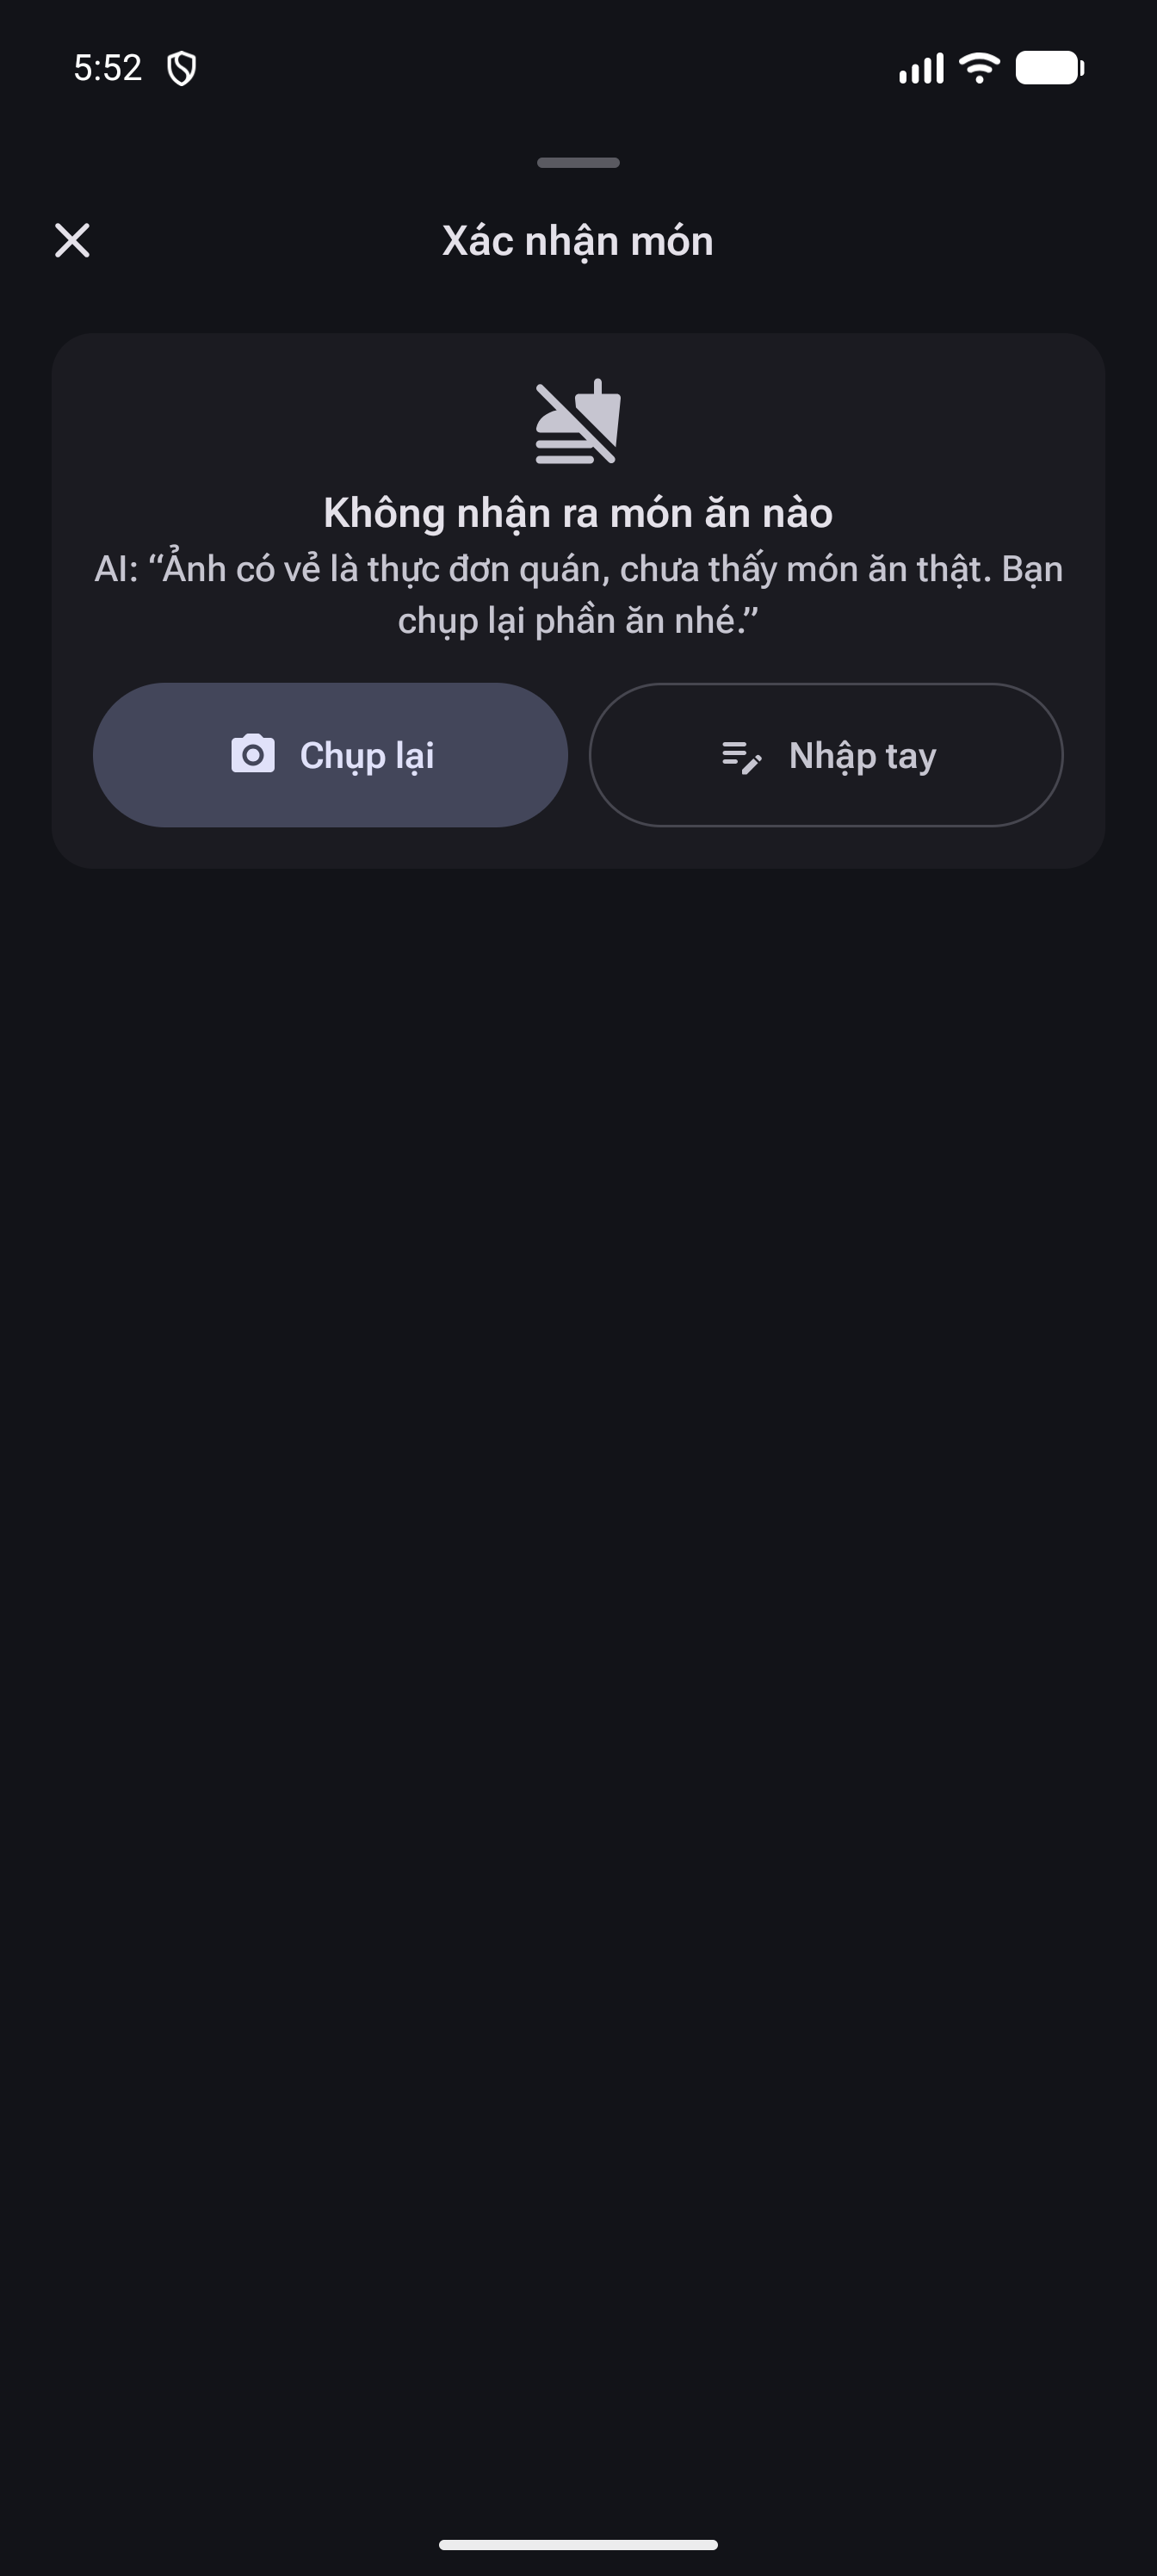 5:52
Xác nhận món
Không nhận ra món ăn nào
AI: “Ảnh có vẻ là thực đơn quán, chưa thấy món ăn thật. Bạn
chụp lại phần ăn nhé.”
Chụp lại
Nhập tay